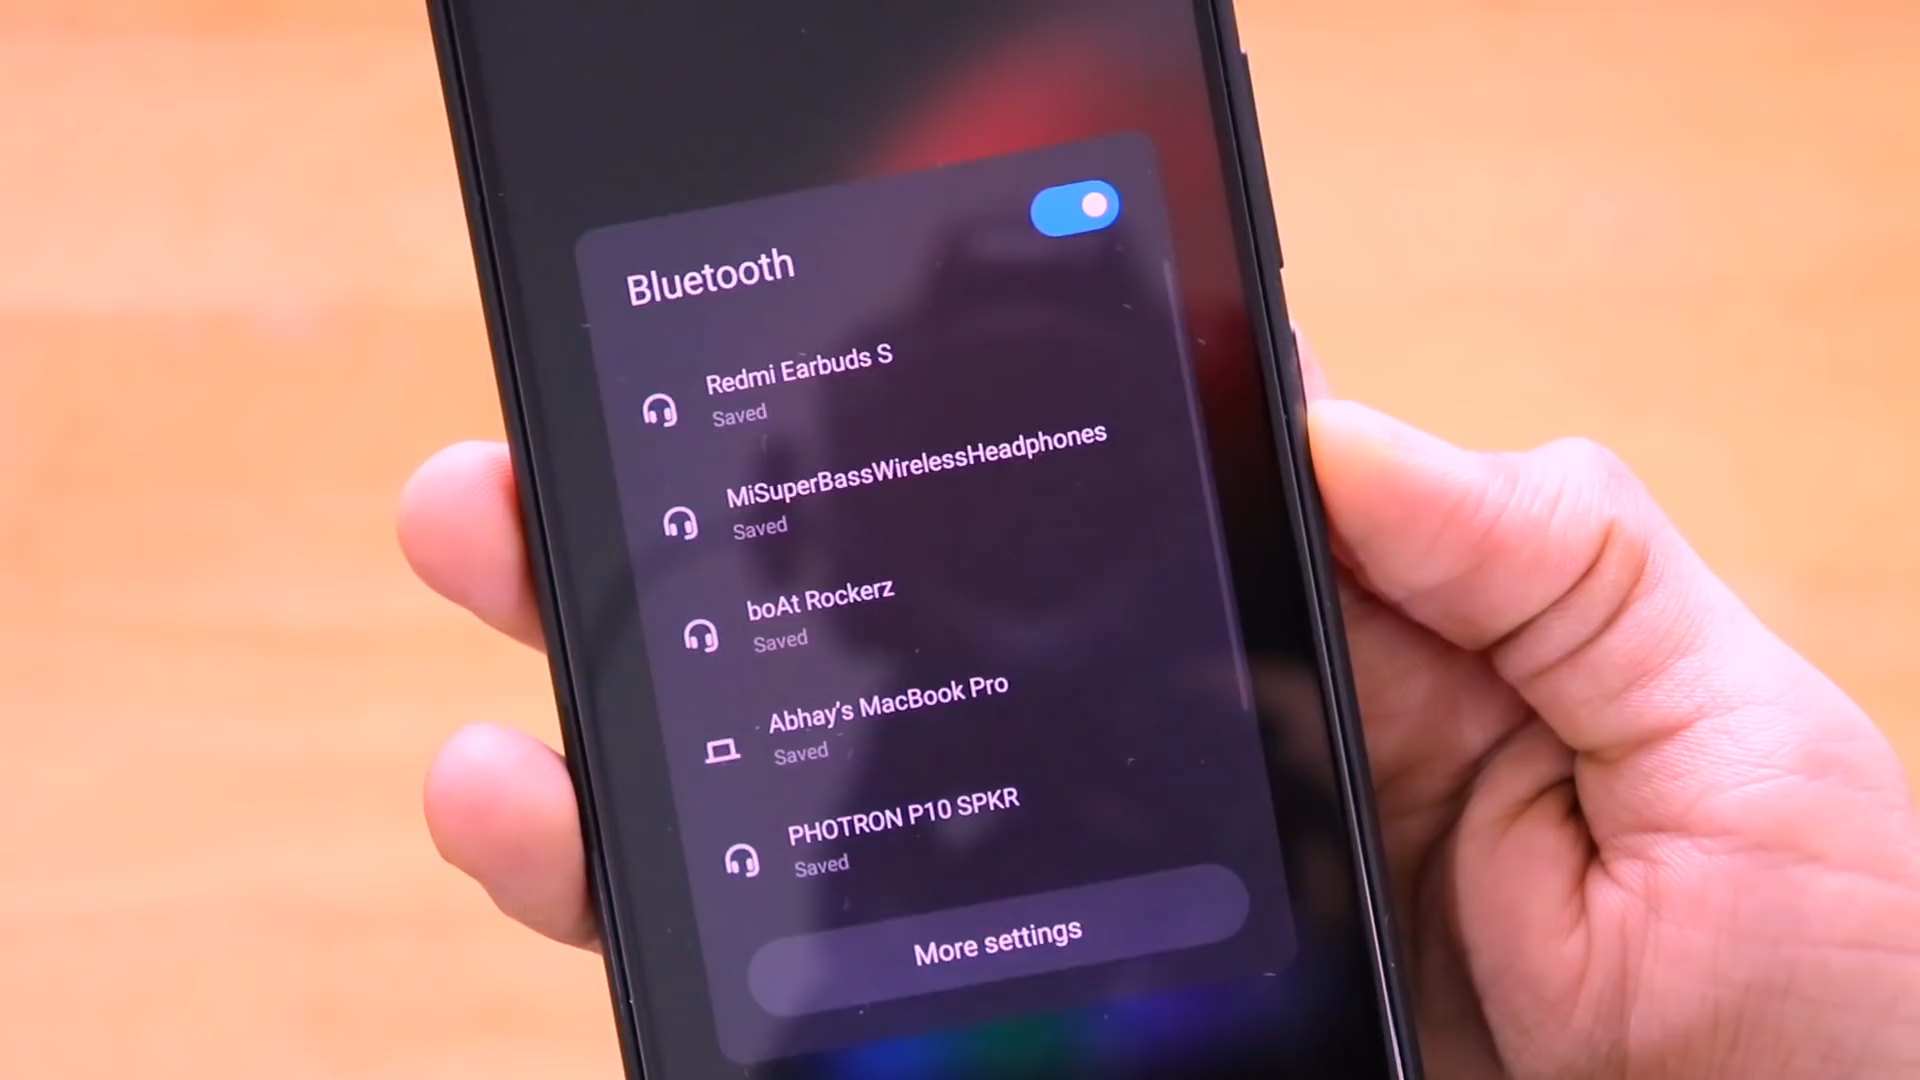 Bluetooth
Redmi Earbuds S
Saved
MiSuperBassWirelessHeadphones
Saved
boAt Rockerz
Saved
Abhay's MacBook Pro
Saved
PHOTRON P10 SPKR
Saved
More settings